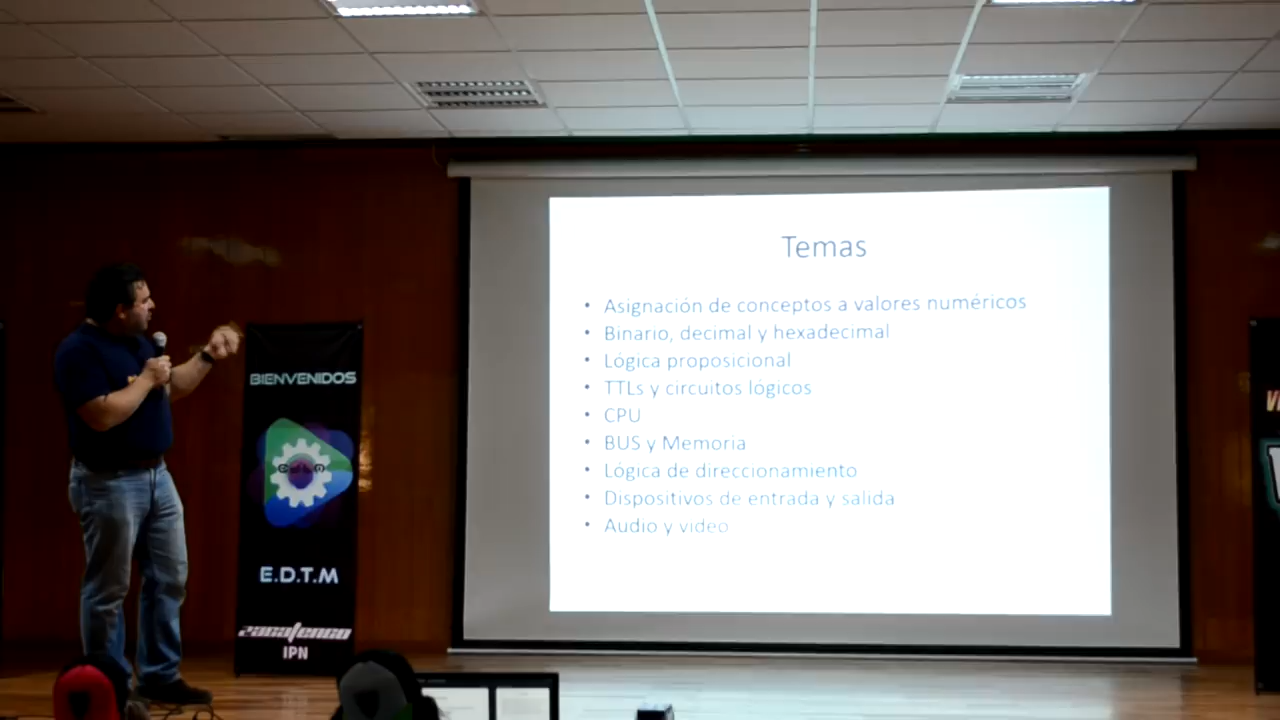 Temas
• Asignación de conceptos a valores numéricos
• Binario, decimal y hexadecimal
• Lógica proposicional
• TTLs y circuitos lógicos
• CPU
• BUS y Memoria
• Lógica de direccionamiento
• Dispositivos de entrada y salida
• Audio y video
BIENVENIDOS
E.D.T.M
zacatenco
IPN